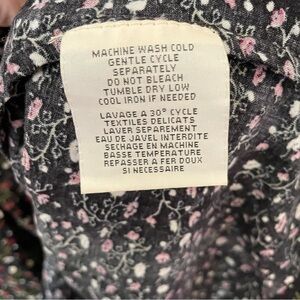 MACHINE WASH COLD
GENTLE CYCLE
SEPARATELY
DO NOT BLEACH
TUMBLE DRY LOW
COOL IRON IF NEEDED
LAVAGE A 30° CYCLE
TEXTILES DELICATS
LAVER SEPAREMENT
EAU DE JAVEL INTERDITE
SECHAGE EN MACHINE
BASSE TEMPERATURE
REPASSER A FER DOUX
SI NECESSAIRE